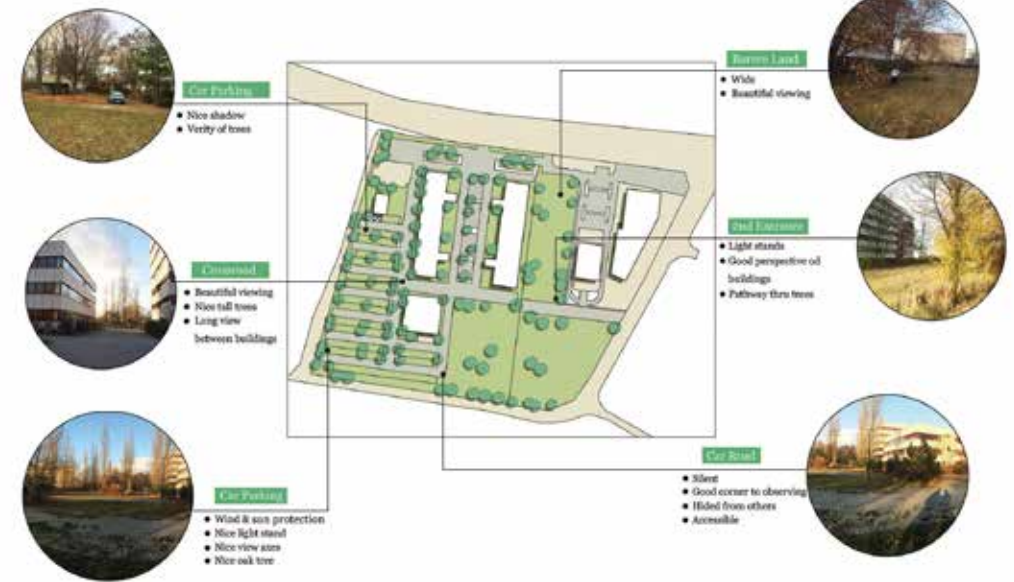 Car Parking
Nice shadow
Verity of trees
Crossroad
Beautiful viewing
Nice tall trees
Long view
between buildings
Car Parking
Wind & sun protection
Nice light stand
Nice view axes
Nice oak tree
Barren Land
Wide
Beautiful viewing
2nd Entrance
Light stands
Good perspective od
buildings
Pathway thru trees
Car Road
Silent
Good corner to observing
Hided from others
Accessible